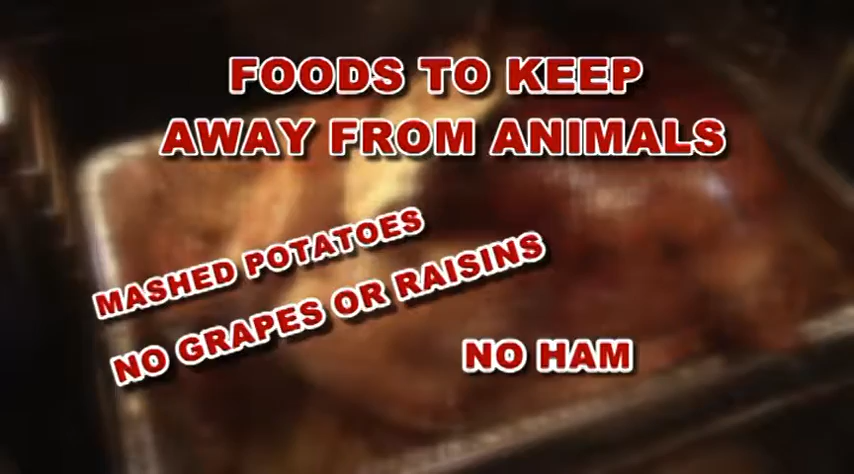 FOODS TO KEEP
AWAY FROM ANIMALS
MASHED POTATOES
NO GRAPES OR RAISINS
NO HAM